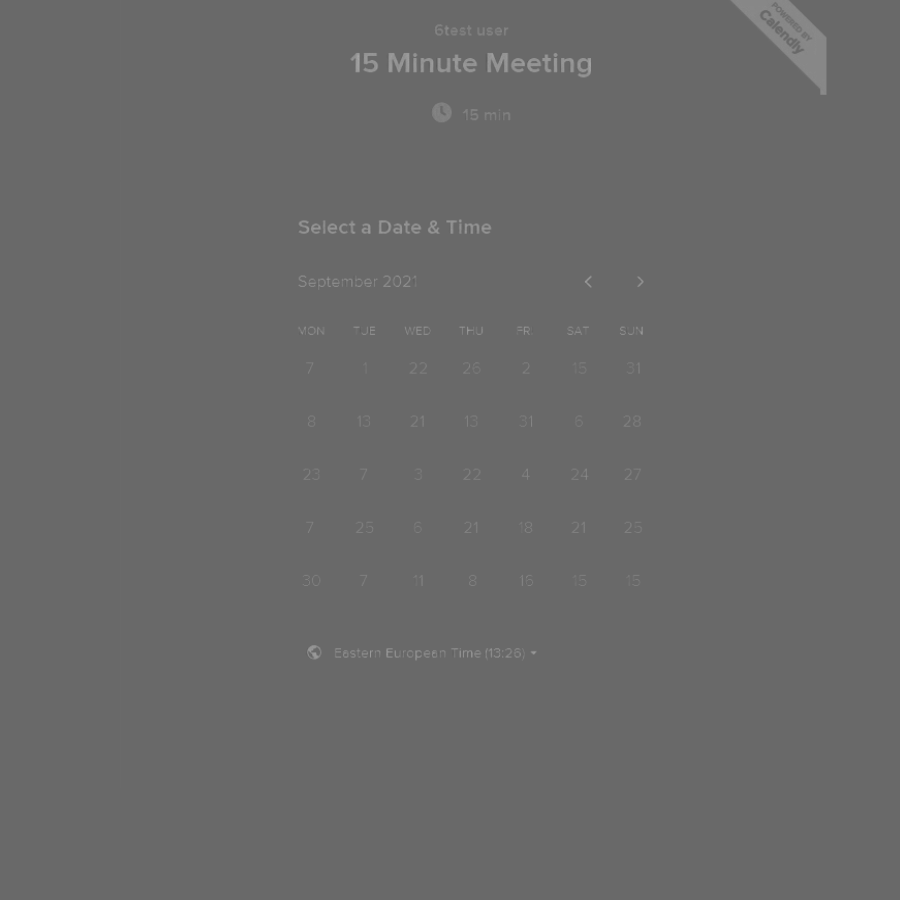 6test user
15 Minute Meeting
15 min
POWERED BY
Calendly
Select a Date & Time
September 2021
MON TUE WED THU FRI SAT SUN
7 1 22 26 2 15 31
8 13 21 13 31 6 28
23 7 3 22 4 24 27
7 25 6 21 18 21 25
30 7 11 8 16 15 15
Eastern European Time (13:26)